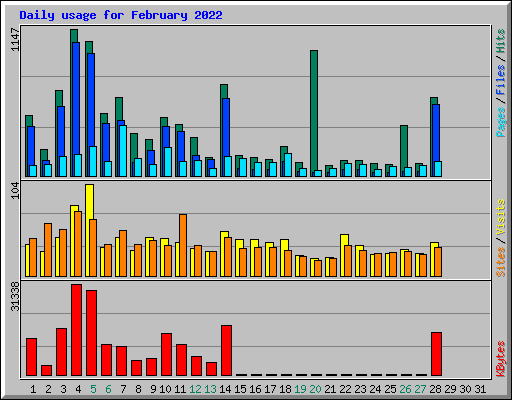 Daily usage for February 2022
1147
Pages / Files / Hits
104
Sites / Visits
31338
KBytes
1 2 3 4 5 6 7 8 9 10 11 12 13 14 15 16 17 18 19 20 21 22 23 24 25 26 27 28 29 30 31